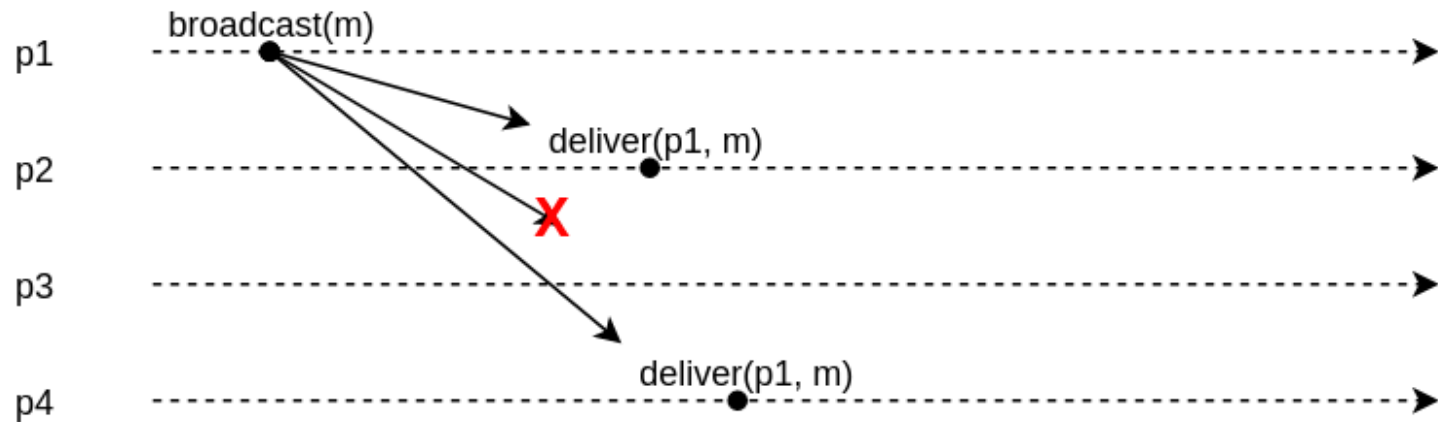 broadcast(m)
p1
deliver(p1, m)
p2
X
p3
deliver(p1, m)
p4